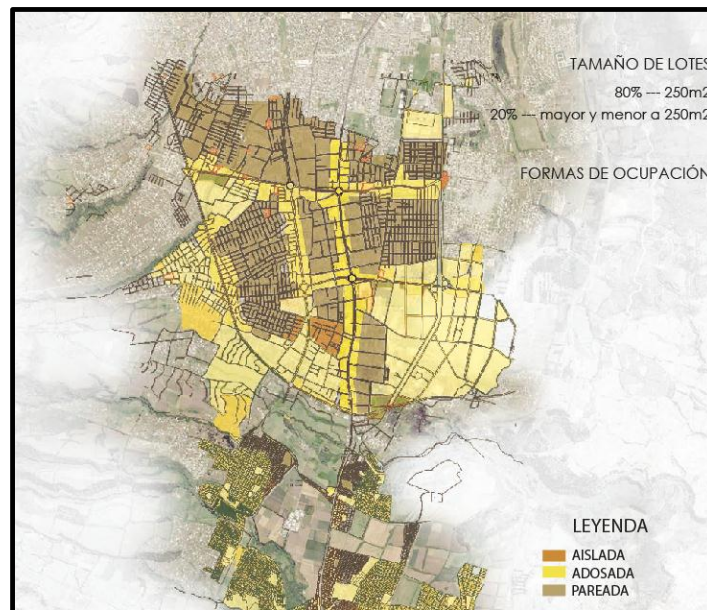 TAMAÑO DE LOTES
80% --- 250m2
20% --- mayor y menor a 250m2
FORMAS DE OCUPACIÓN
LEYENDA
AISLADA
ADOSADA
PAREADA